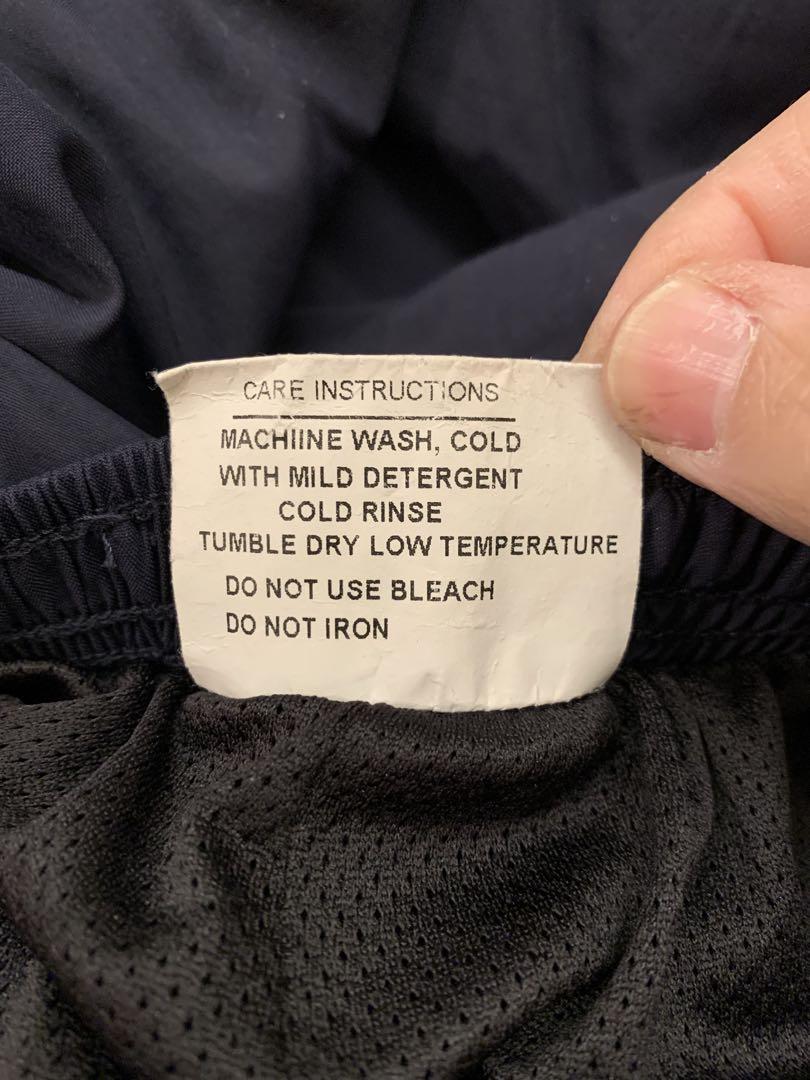 CARE INSTRUCTIONS
MACHIINE WASH, COLD
WITH MILD DETERGENT
COLD RINSE
TUMBLE DRY LOW TEMPERATURE
DO NOT USE BLEACH
DO NOT IRON